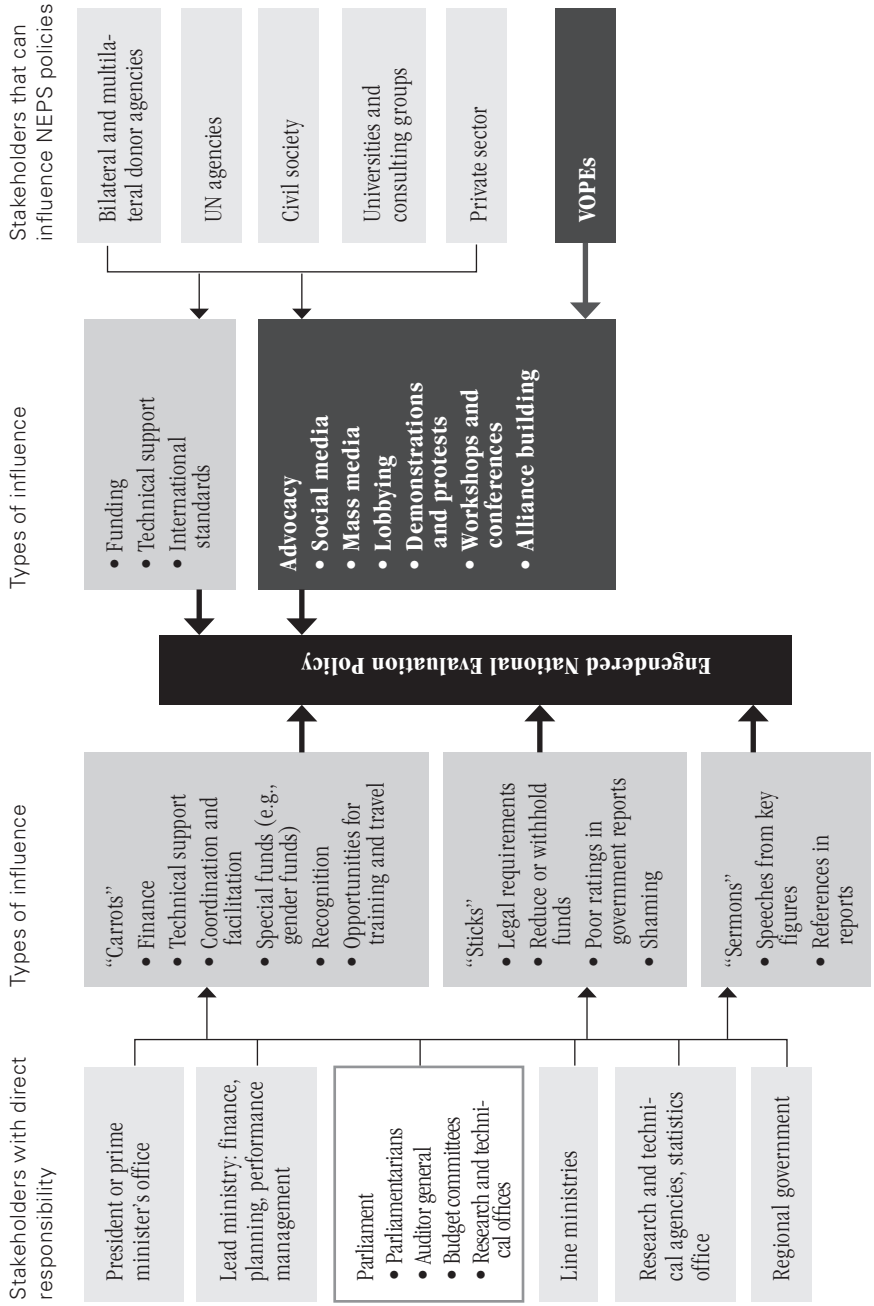 Stakeholders with direct
responsibility
President or prime
minister's office
Lead ministry: finance,
planning, performance
management
Parliament
• Parliamentarians
• Auditor general
• Budget committees
• Research and techni-
cal offices
Line ministries
Research and techni-
cal agencies, statistics
office
Regional government
Types of influence
“Carrots”
• Finance
• Technical support
• Coordination and
facilitation
• Special funds (e.g.,
gender funds)
• Recognition
• Opportunities for
training and travel
“Sticks”
• Legal requirements
• Reduce or withhold
funds
• Poor ratings in
government reports
• Shaming
“Sermons”
• Speeches from key
figures
• References in
reports
Engendered National Evaluation Policy
Types of influence
• Funding
• Technical support
• International
standards
Advocacy
• Social media
• Mass media
• Lobbying
• Demonstrations
and protests
• Workshops and
conferences
• Alliance building
Stakeholders that can
influence NEPS policies
Bilateral and multila-
teral donor agencies
UN agencies
Civil society
Universities and
consulting groups
Private sector
VOPEs